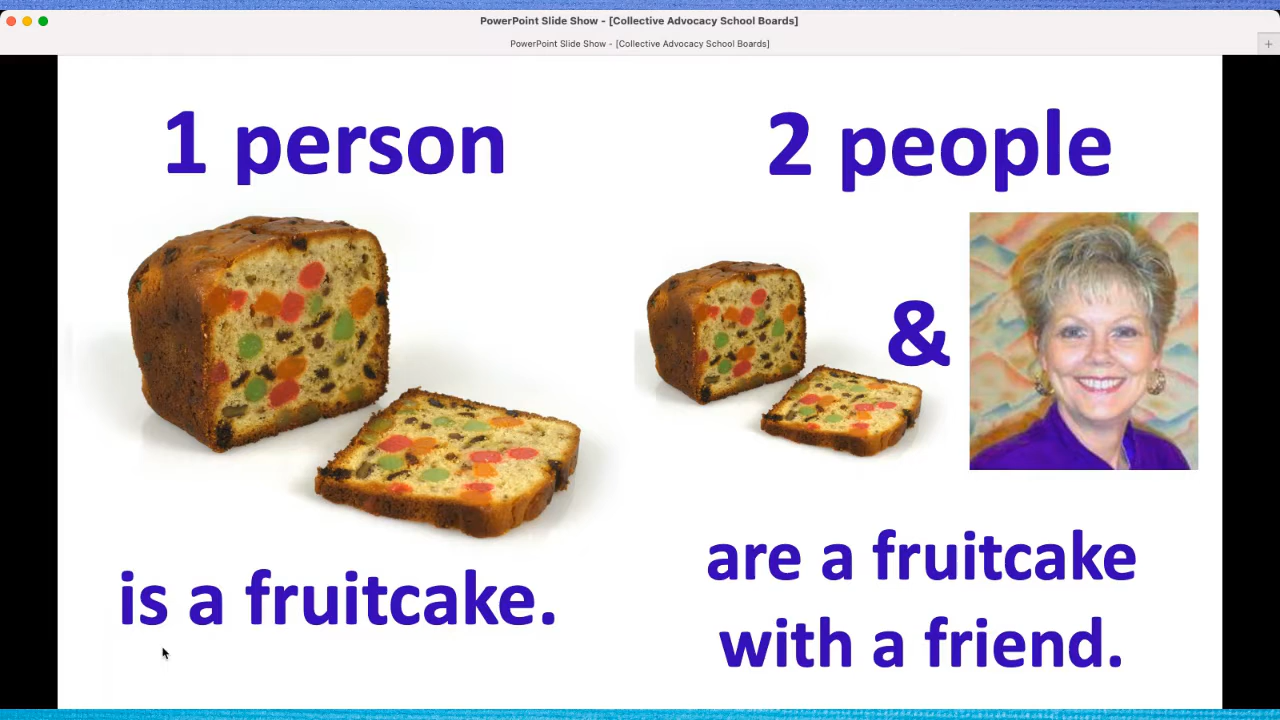 PowerPoint Slide Show - [Collective Advocacy School Boards]
PowerPoint Slide Show - [Collective Advocacy School Boards]
1 person
is a fruitcake.
2 people
&
are a fruitcake
with a friend.